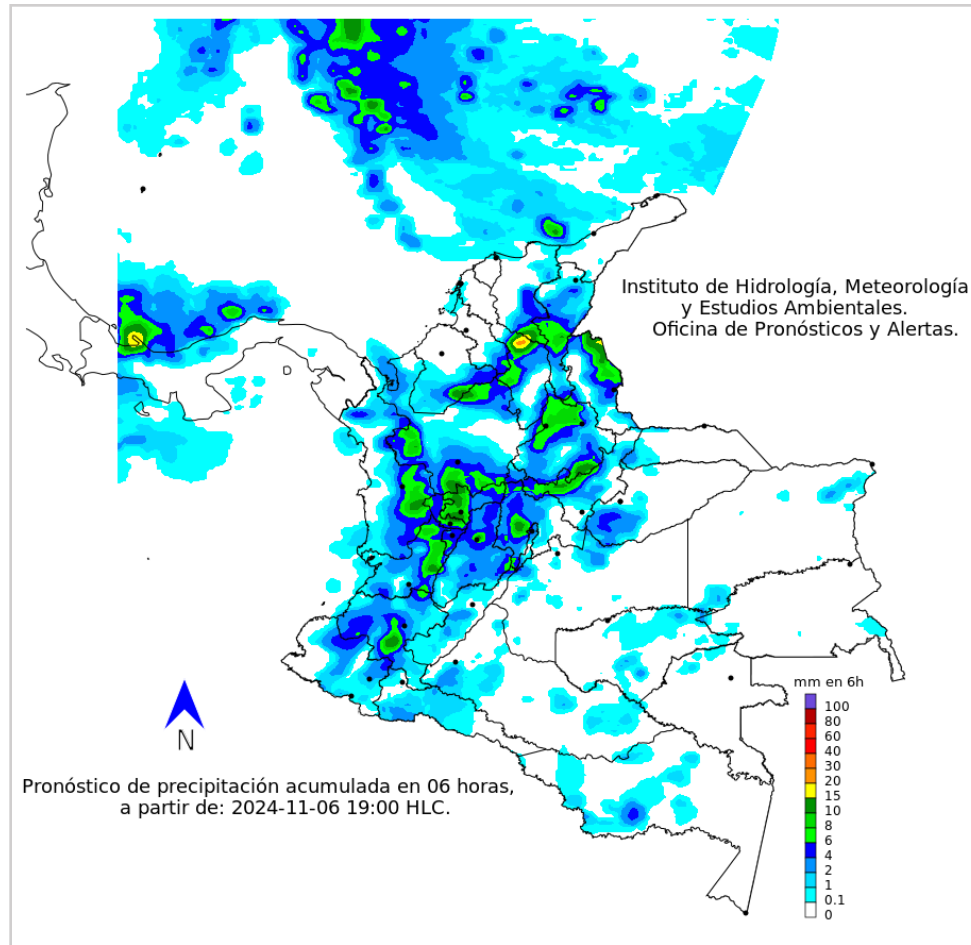 Instituto de Hidrología, Meteorología
y Estudios Ambientales.
Oficina de Pronósticos y Alertas.
mm en 6h
100
80
60
40
30
20
15
10
8
6
4
2
1
0.1
0
N
Pronóstico de precipitación acumulada en 06 horas,
a partir de: 2024-11-06 19:00 HLC.